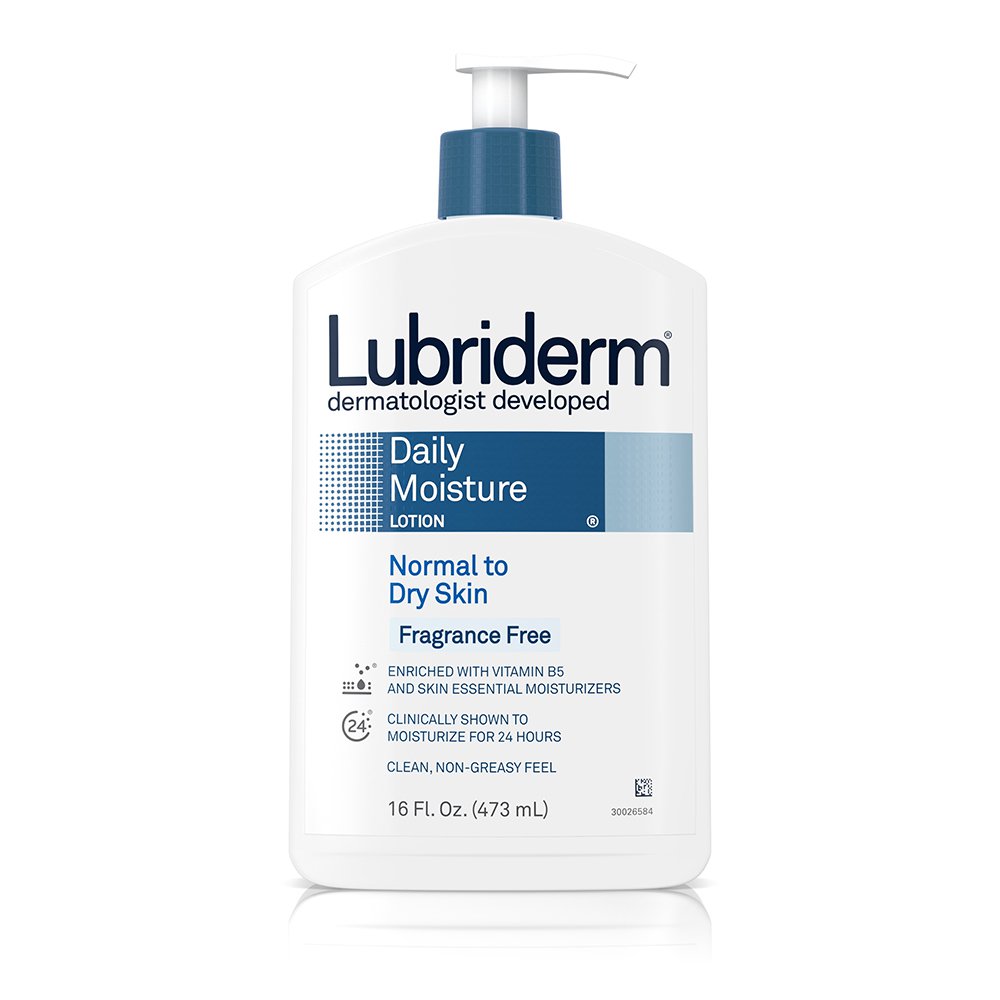 Lubriderm®
dermatologist developed
Daily
Moisture
LOTION ®
Normal to
Dry Skin
Fragrance Free
ENRICHED WITH VITAMIN B5
AND SKIN ESSENTIAL MOISTURIZERS
24
CLINICALLY SHOWN TO
MOISTURIZE FOR 24 HOURS
CLEAN, NON-GREASY FEEL
16 Fl. Oz. (473 mL)
30026584